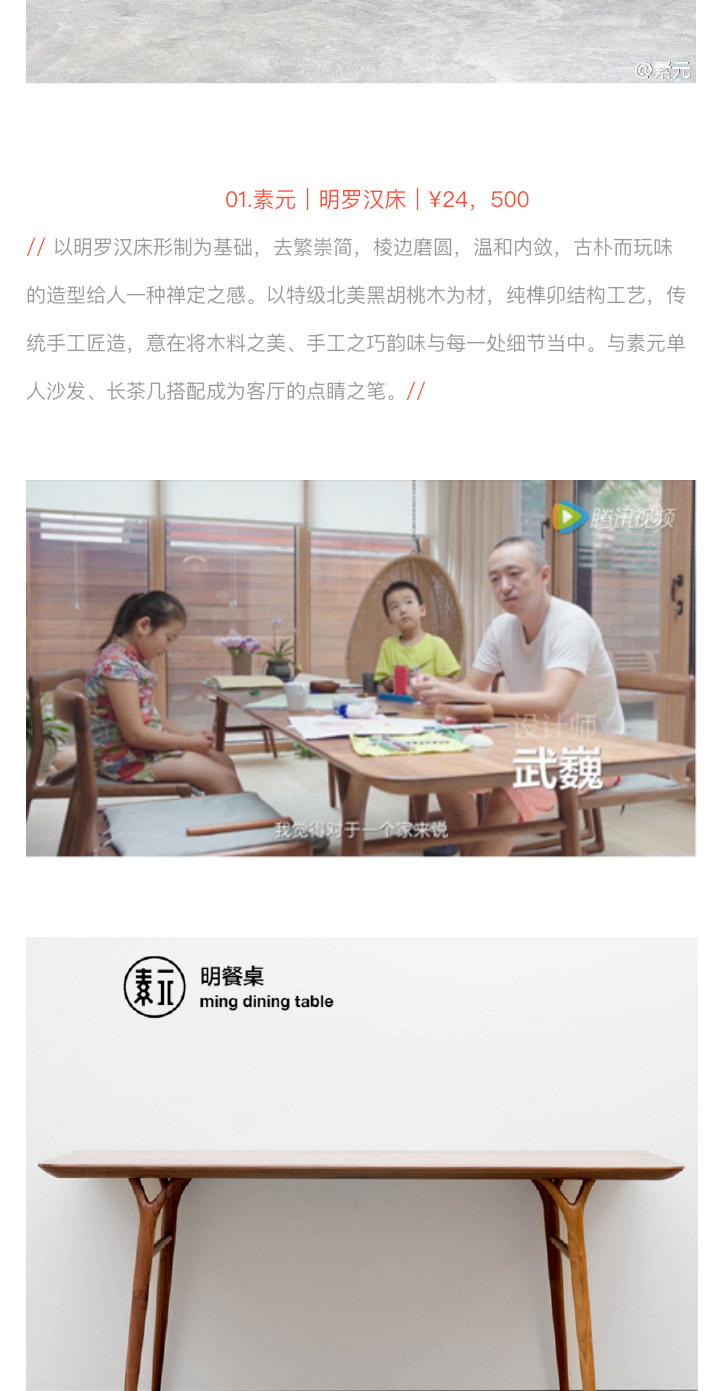 @素元
01.素元｜明罗汉床｜¥24，500
// 以明罗汉床形制为基础，去繁崇简，棱边磨圆，温和内敛，古朴而玩味
的造型给人一种禅定之感。以特级北美黑胡桃木为材，纯榫卯结构工艺，传
统手工匠造，意在将木料之美、手工之巧韵味与每一处细节当中。与素元单
人沙发、长茶几搭配成为客厅的点睛之笔。//
腾讯视频
设计师
武巍
我觉得对于一个家来说
素元
明餐桌
ming dining table